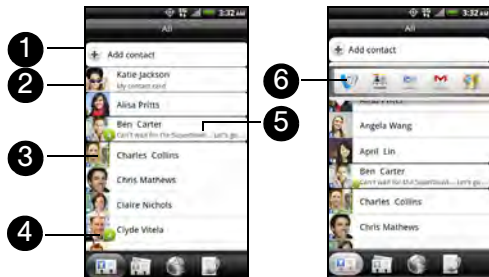 3:32 AM
All
1
Add contact
2
Katie Jackson
My contact card
Alisa Pritts
Ben Carter
Can't wait for the Superbowl... Let's go...
5
3
Charles Collins
Chris Mathews
Claire Nichols
4
Clyde Vitela
3:32 AM
All
Add contact
6
Angela Wang
April Lin
Ben Carter
Can't wait for the Superbowl... Let's go...
Charles Collins
Chris Mathews